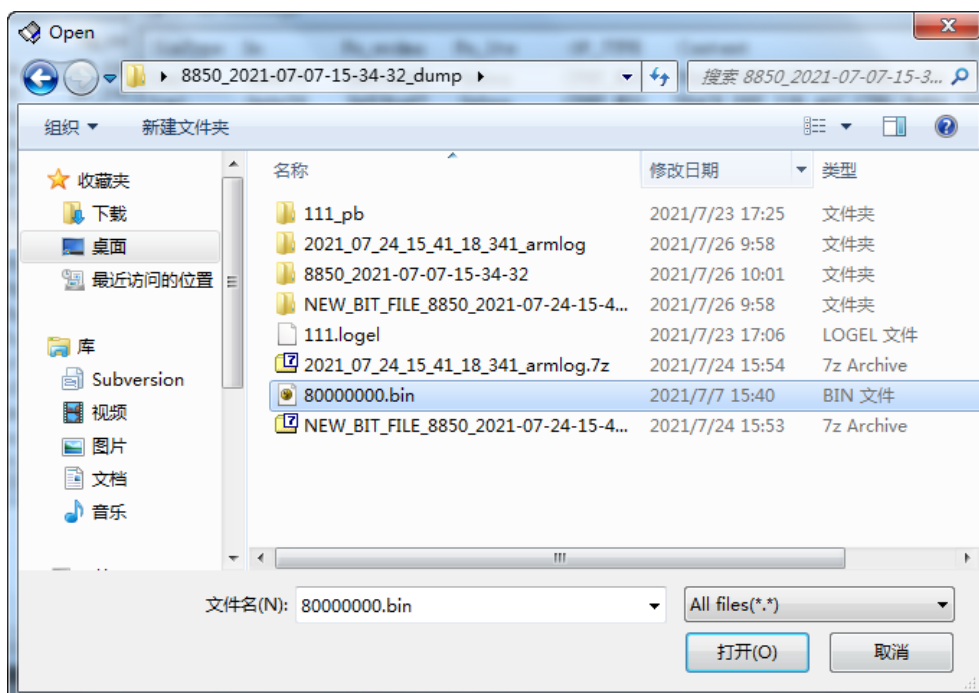 Open
8850_2021-07-07-15-34-32_dump
搜索 8850_2021-07-07-15-3...
组织
新建文件夹
收藏夹
下载
桌面
最近访问的位置
库
Subversion
视频
图片
文档
音乐
名称 修改日期 类型
111_pb 2021/7/23 17:25 文件夹
2021_07_24_15_41_18_341_armlog 2021/7/26 9:58 文件夹
8850_2021-07-07-15-34-32 2021/7/26 10:01 文件夹
NEW_BIT_FILE_8850_2021-07-24-15-4... 2021/7/26 9:58 文件夹
111.logel 2021/7/23 17:06 LOGEL 文件
2021_07_24_15_41_18_341_armlog.7z 2021/7/24 15:54 7z Archive
80000000.bin 2021/7/7 15:40 BIN 文件
NEW_BIT_FILE_8850_2021-07-24-15-4... 2021/7/24 15:53 7z Archive
文件名(N): 80000000.bin
All files(*.*)
打开(O)
取消